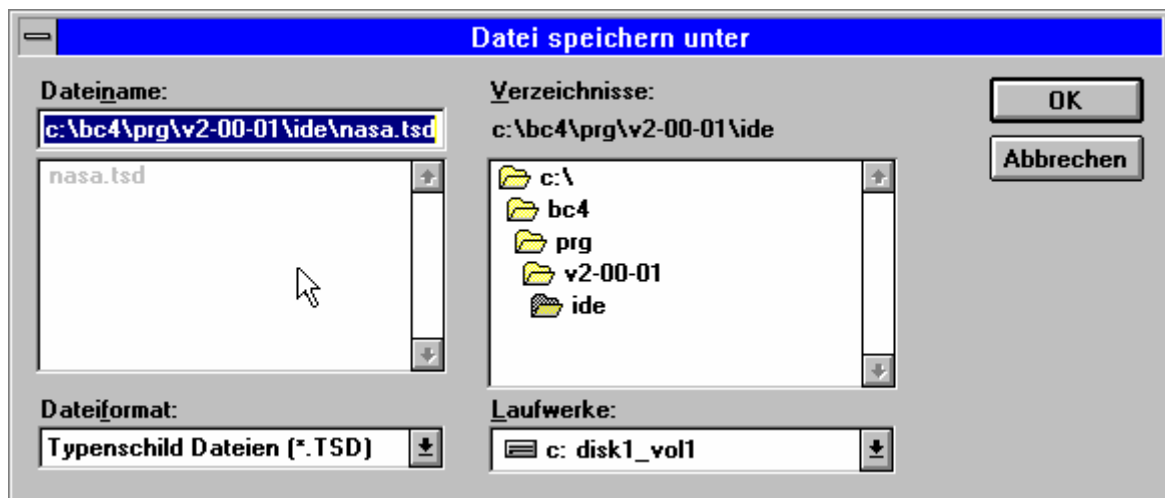 Datei speichern unter
Dateiname:
c:\bc4\prg\v2-00-01\ide\nasa.tsd
nasa.tsd
Dateiformat:
Typenschild Dateien (*.TSD)
Verzeichnisse:
c:\bc4\prg\v2-00-01\ide
c:\
bc4
prg
v2-00-01
ide
Laufwerke:
c: disk1_vol1
OK
Abbrechen